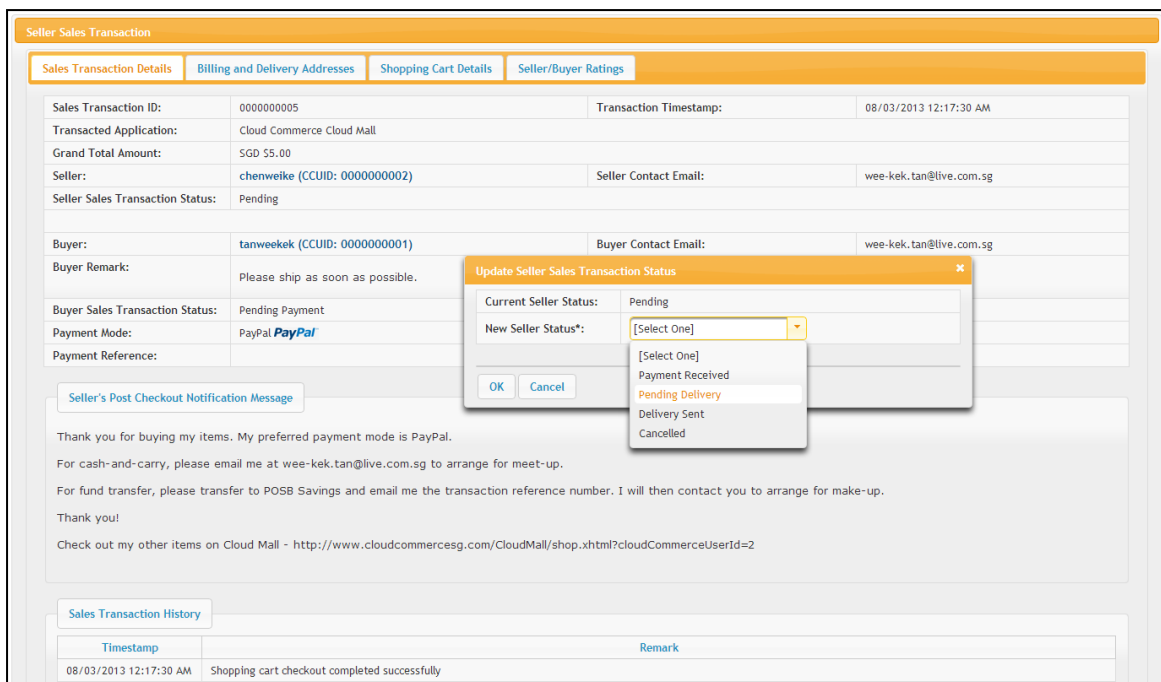 Seller Sales Transaction
Sales Transaction Details Billing and Delivery Addresses Shopping Cart Details Seller/Buyer Ratings
Sales Transaction ID: 0000000005 Transaction Timestamp: 08/03/2013 12:17:30 AM
Transacted Application: Cloud Commerce Cloud Mall
Grand Total Amount: SGD $5.00
Seller: chenweike (CCUID: 0000000002) Seller Contact Email: wee-kek.tan@live.com.sg
Seller Sales Transaction Status: Pending
Buyer: tanweekek (CCUID: 0000000001) Buyer Contact Email: wee-kek.tan@live.com.sg
Buyer Remark: Please ship as soon as possible.
Buyer Sales Transaction Status: Pending Payment
Payment Mode: PayPal PayPal
Payment Reference:
Update Seller Sales Transaction Status
Current Seller Status: Pending
New Seller Status*: [Select One]
[Select One]
Payment Received
Pending Delivery
Delivery Sent
Cancelled
OK Cancel
Seller's Post Checkout Notification Message
Thank you for buying my items. My preferred payment mode is PayPal.
For cash-and-carry, please email me at wee-kek.tan@live.com.sg to arrange for meet-up.
For fund transfer, please transfer to POSB Savings and email me the transaction reference number. I will then contact you to arrange for make-up.
Thank you!
Check out my other items on Cloud Mall - http://www.cloudcommercesg.com/CloudMall/shop.xhtml?cloudCommerceUserId=2
Sales Transaction History
Timestamp Remark
08/03/2013 12:17:30 AM Shopping cart checkout completed successfully